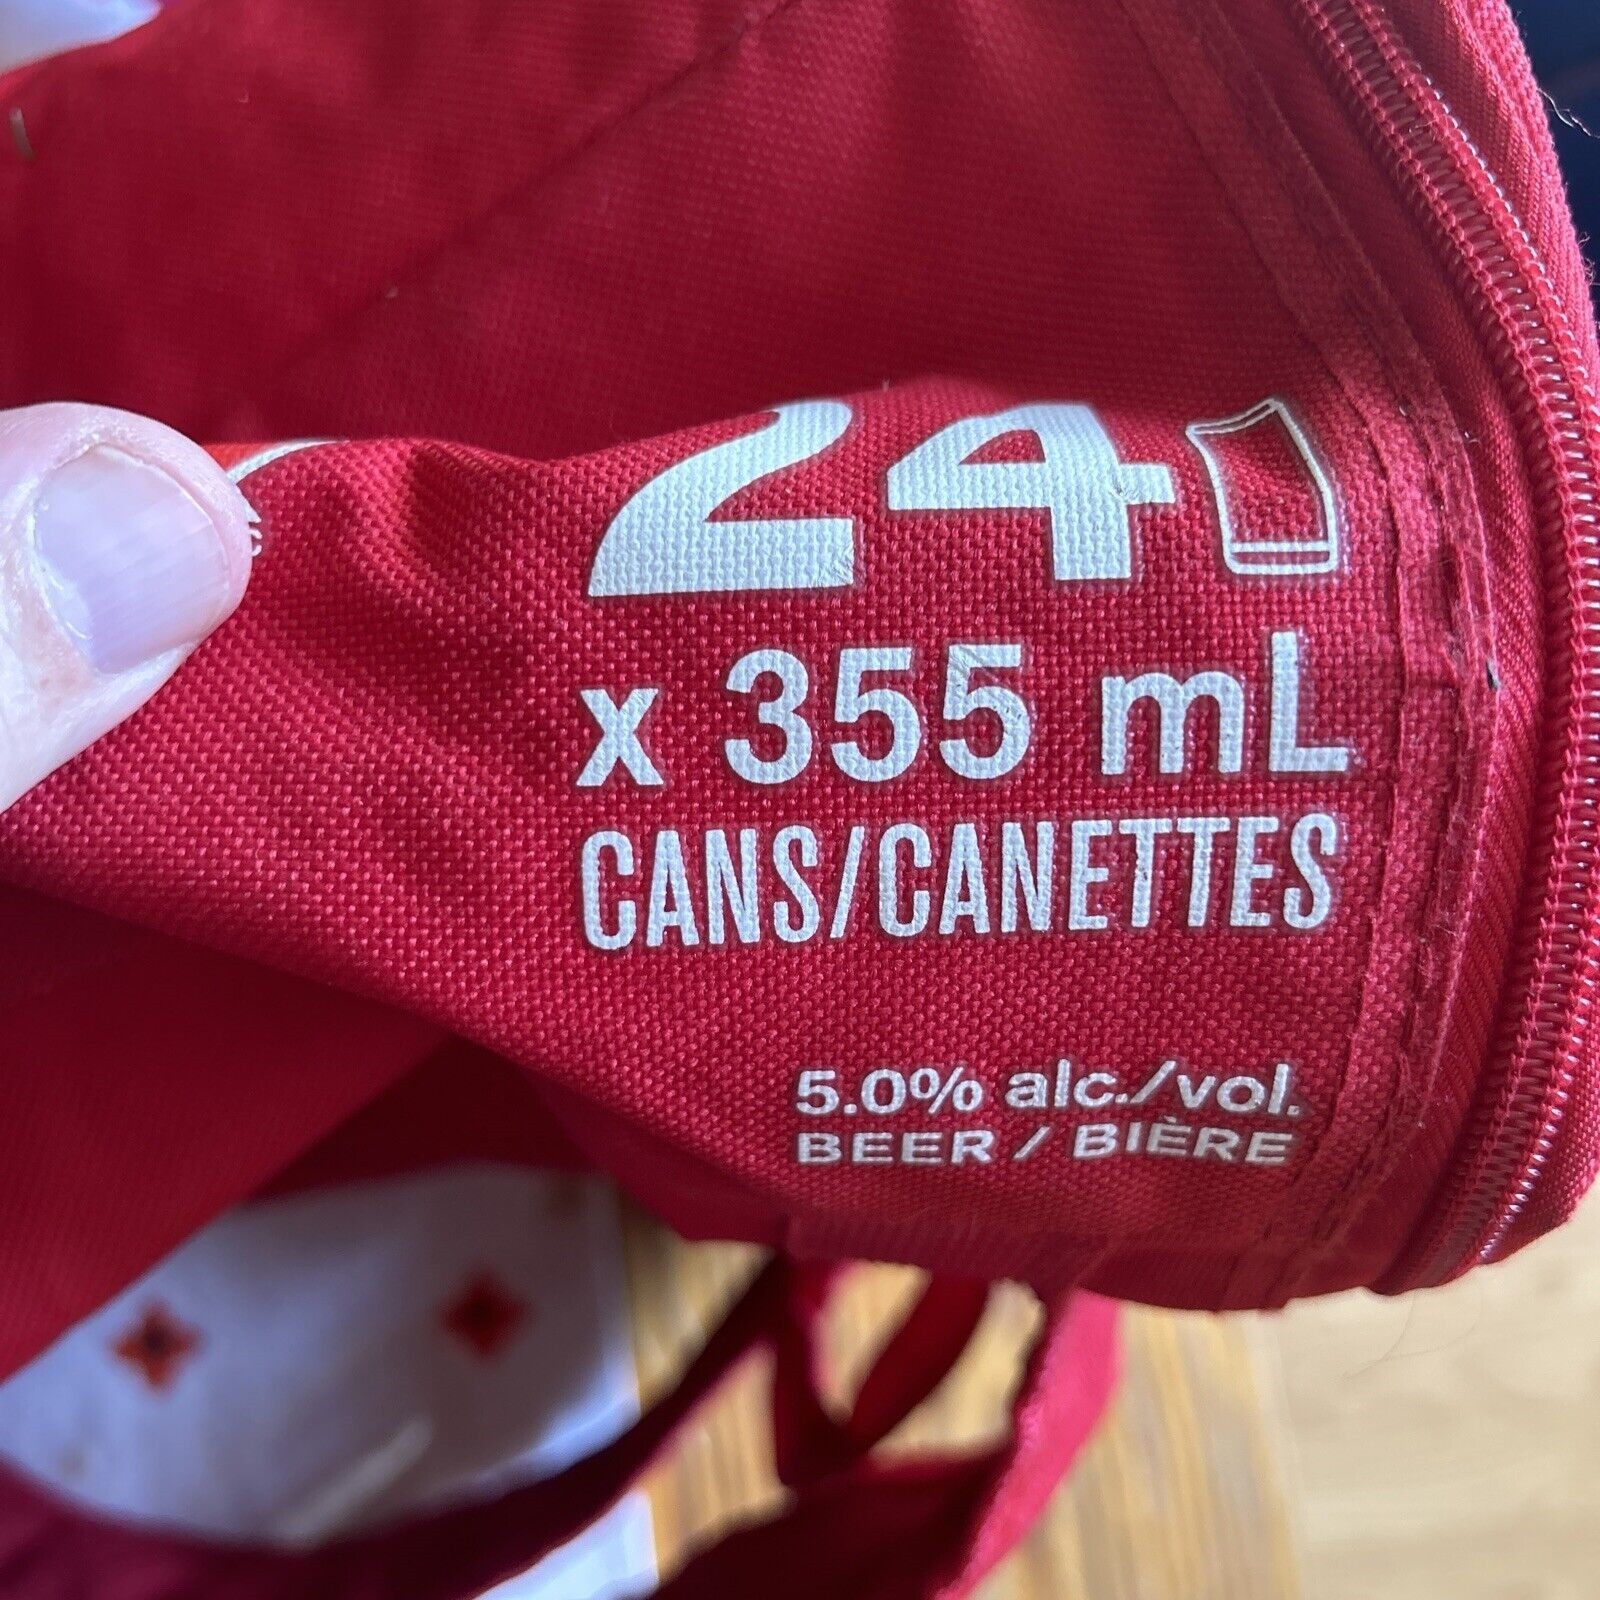 24
x 355 mL
CANS/CANETTES
5.0% alc./vol.
BEER / BIÈRE